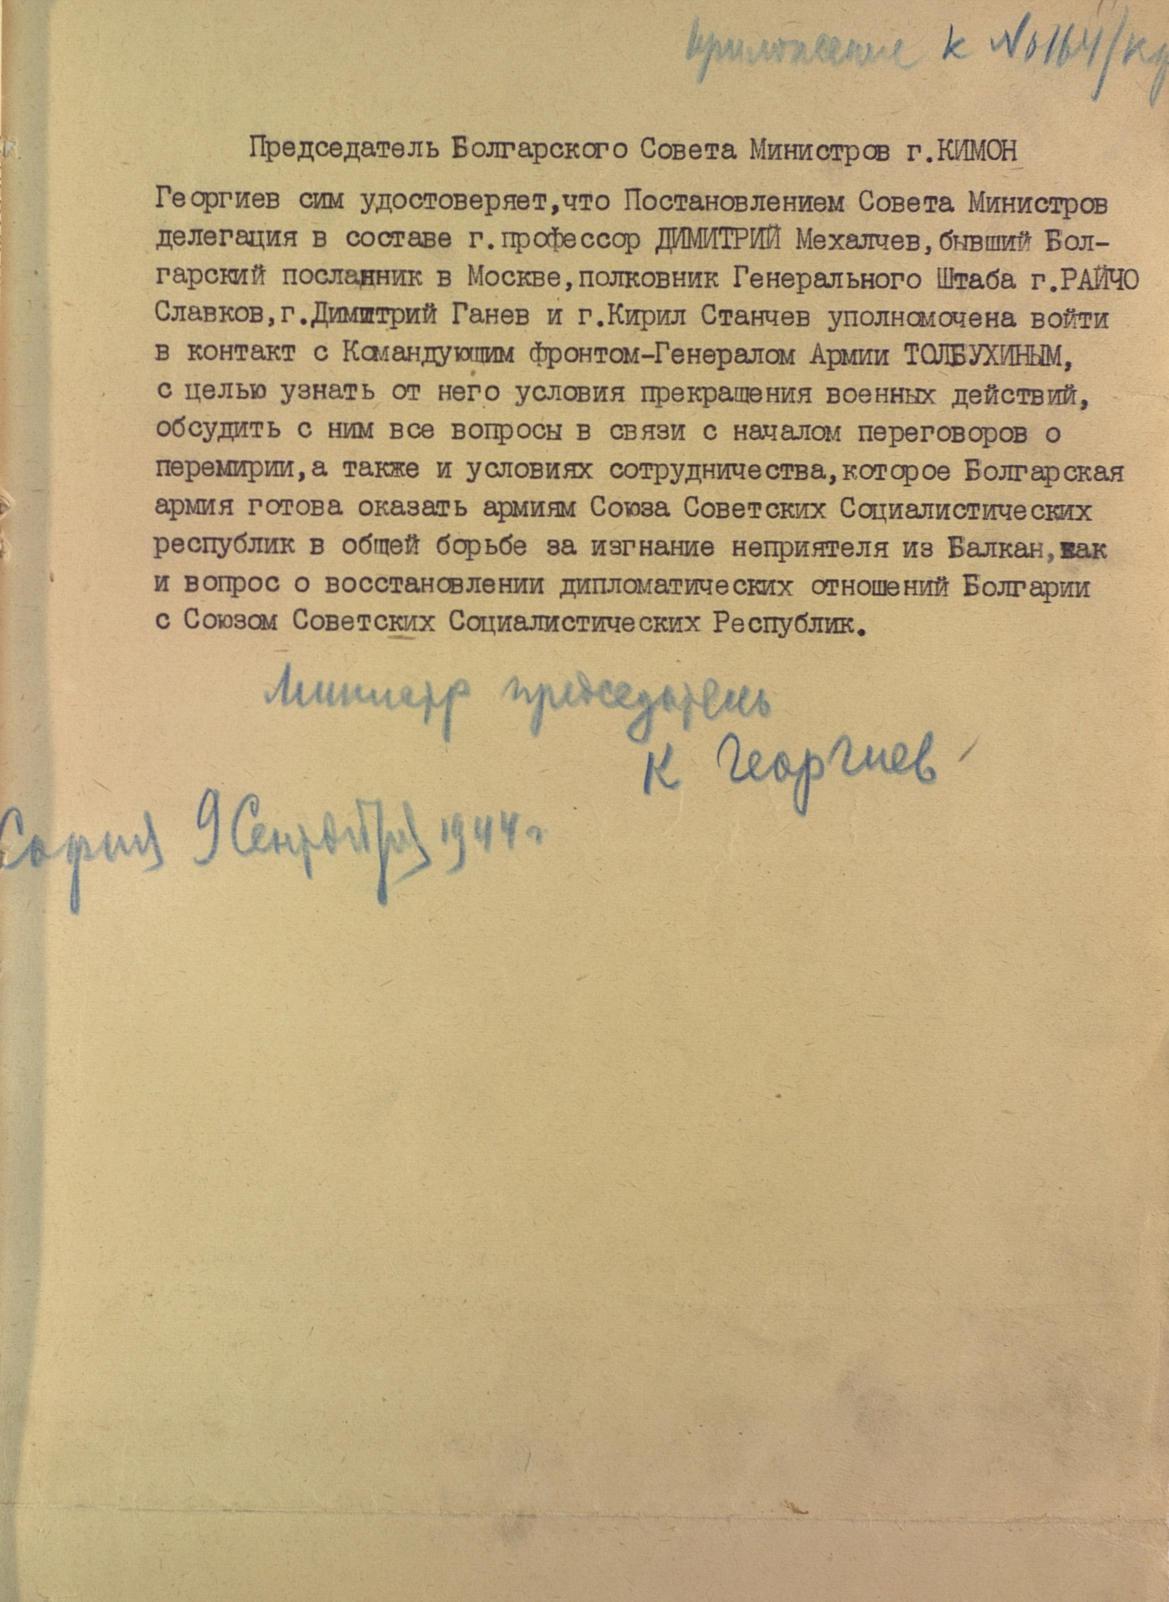 приложение к №0164/кр
Председатель Болгарского Совета Министров г.КИМОН
Георгиев сим удостоверяет,что Постановлением Совета Министров
делегация в составе г.профессор ДИМИТРИЙ Мехалчев,бывший Бол-
гарский посланник в Москве,полковник Генерального Штаба г.РАЙЧО
Славков,г.Димитрий Ганев и г.Кирил Станчев уполномочена войти
в контакт с Командующим фронтом-Генералом Армии ТОЛБУХИНЫМ,
с целью узнать от него условия прекращения военных действий,
обсудить с ним все вопросы в связи с началом переговоров о
перемирии,а также и условиях сотрудничества,которое Болгарская
армия готова оказать армиям Союза Советских Социалистических
республик в общей борьбе за изгнание неприятеля из Балкан,как
и вопрос о восстановлении дипломатических отношений Болгарии
с Союзом Советских Социалистических Республик.
Министр председатель
К Георгиев
София 9 Сентября 1944 г